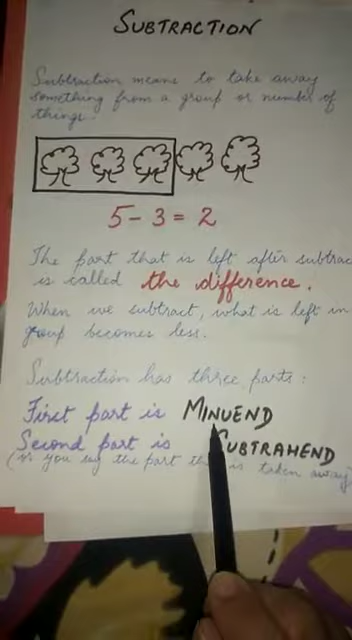 SUBTRACTION
Subtraction means to take away
something from a group or number of
things.
5 - 3 = 2
The part that is left after subtrac
is called the difference.
When we subtract, what is left in
group becomes less.
Subtraction has three parts:
First part is MINUEND
Second part is SUBTRAHEND
you say the part is taken away